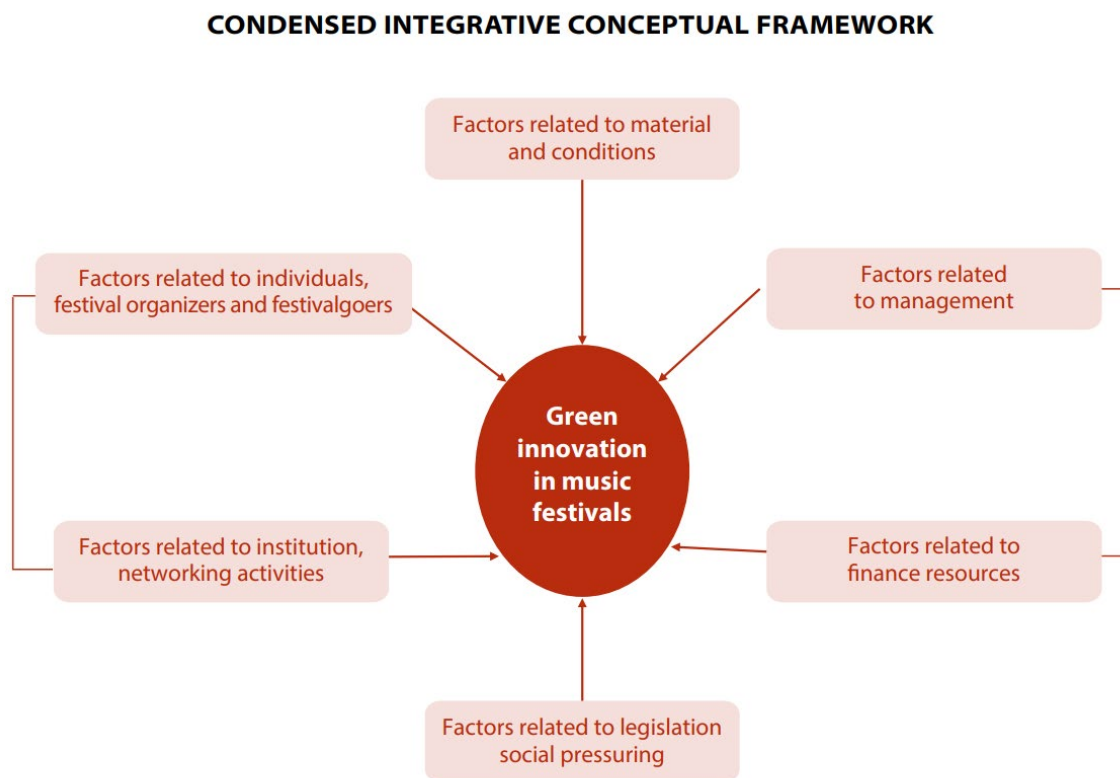 CONDENSED INTEGRATIVE CONCEPTUAL FRAMEWORK
Factors related to material
and conditions
Factors related to individuals,
festival organizers and festivalgoers
Factors related
to management
Green
innovation
in music
festivals
Factors related to institution,
networking activities
Factors related to
finance resources
Factors related to legislation
social pressuring